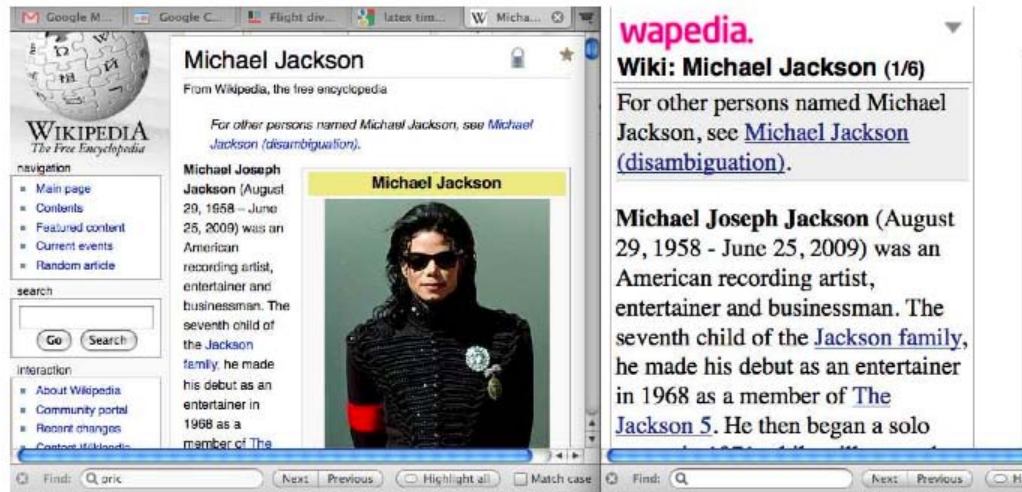 Google M...
Google C...
Flight div...
latex tim...
Micha...
WIKIPEDIA
The Free Encyclopedia
navigation
Main page
Contents
Featured content
Current events
Random article
search
Go
Search
interaction
About Wikipedia
Community portal
Recent changes
Michael Jackson
From Wikipedia, the free encyclopedia
For other persons named Michael
Jackson, see Michael
Jackson (disambiguation).
Michael Joseph
Jackson (August
29, 1958 – June
25, 2009) was an
American
recording artist,
entertainer and
businessman. The
seventh child of
the Jackson
family, he made
his debut as an
entertainer in
1968 as a
member of The
Michael Jackson
Find:
pric
Next
Previous
Highlight all
Match case
wapedia.
Wiki: Michael Jackson (1/6)
For other persons named Michael
Jackson, see Michael Jackson
(disambiguation).
Michael Joseph Jackson (August
29, 1958 - June 25, 2009) was an
American recording artist,
entertainer and businessman. The
seventh child of the Jackson family,
he made his debut as an entertainer
in 1968 as a member of The
Jackson 5. He then began a solo
Find:
Next
Previous
H